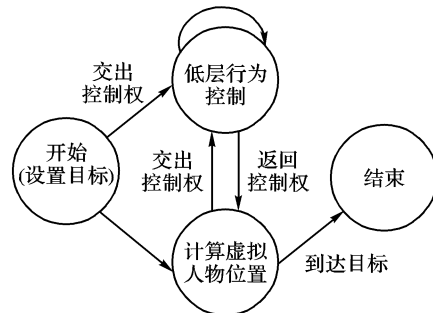 低层行为
控制
交出
控制权
开始
(设置目标)
交出
控制权
返回
控制权
结束
计算虚拟
人物位置
到达目标